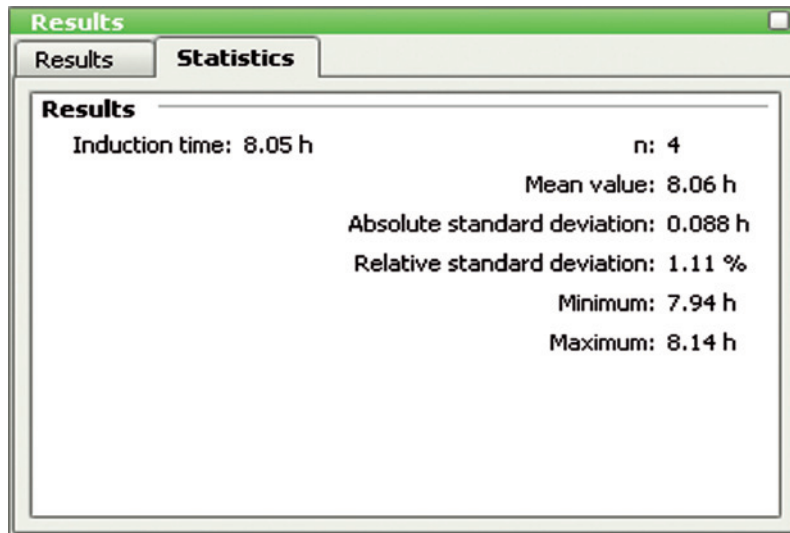 Results
Results Statistics
Results
Induction time: 8.05 h n: 4
Mean value: 8.06 h
Absolute standard deviation: 0.088 h
Relative standard deviation: 1.11 %
Minimum: 7.94 h
Maximum: 8.14 h